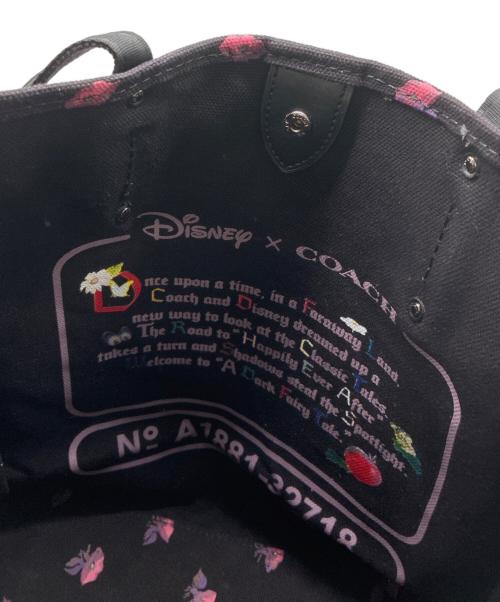 Disney × COACH
Once upon a time, in a Faraway Land,
Coach and Disney dreamed up a
new way to look at the Classic Tales.
The Road to "Happily Ever After"
takes a turn and Shadows steal the Spotlight.
Welcome to "A Dark Fairy Tale."
No A1881-32718